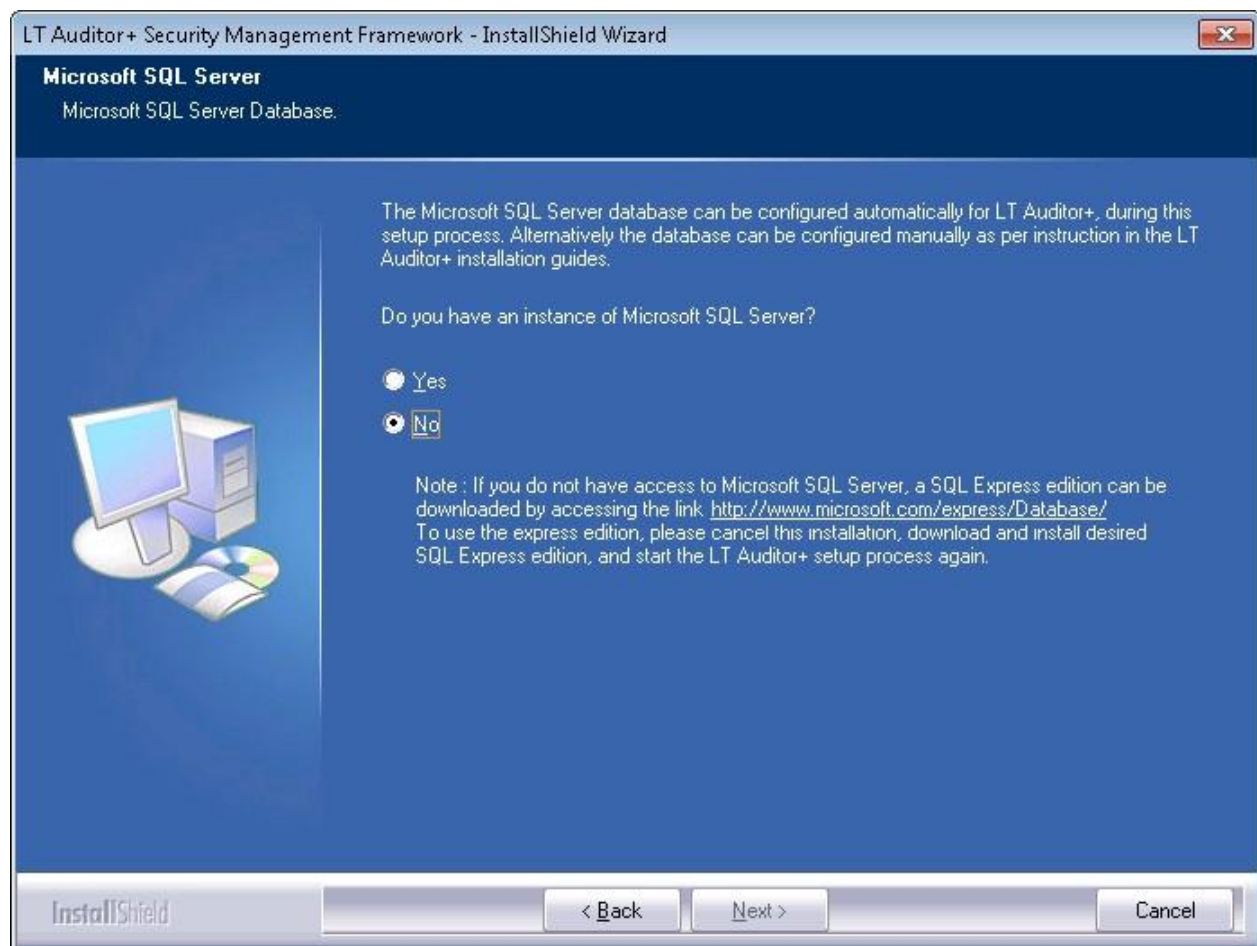 LT Auditor+ Security Management Framework - InstallShield Wizard
Microsoft SQL Server
Microsoft SQL Server Database.
The Microsoft SQL Server database can be configured automatically for LT Auditor+, during this
setup process. Alternatively the database can be configured manually as per instruction in the LT
Auditor+ installation guides.
Do you have an instance of Microsoft SQL Server?
Yes
No
Note : If you do not have access to Microsoft SQL Server, a SQL Express edition can be
downloaded by accessing the link http://www.microsoft.com/express/Database/
To use the express edition, please cancel this installation, download and install desired
SQL Express edition, and start the LT Auditor+ setup process again.
InstallShield
< Back
Next >
Cancel